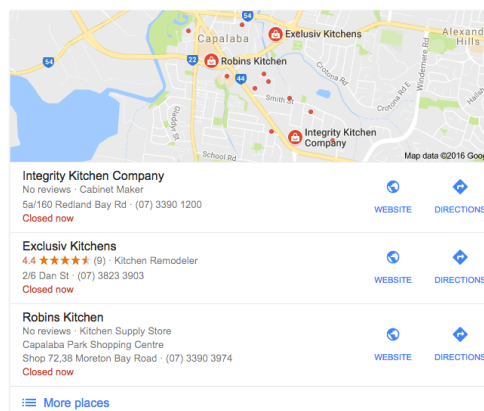 54
Exclusiv Kitchens
Capalaba
Alexand
Hills
22
Robins Kitchen
54
44
Crotona Rd
Windemere Rd
Smith St
Crotona Rd E
Integrity Kitchen
Company
School Rd
Map data ©2016 Goo
Integrity Kitchen Company
No reviews · Cabinet Maker
5a/160 Redland Bay Rd · (07) 3390 1200
Closed now
WEBSITE
DIRECTIONS
Exclusiv Kitchens
4.4 ★★★★★ (9) · Kitchen Remodeler
2/6 Dan St · (07) 3823 3903
Closed now
WEBSITE
DIRECTIONS
Robins Kitchen
No reviews · Kitchen Supply Store
Capalaba Park Shopping Centre
Shop 72,38 Moreton Bay Road · (07) 3390 3974
Closed now
WEBSITE
DIRECTIONS
More places